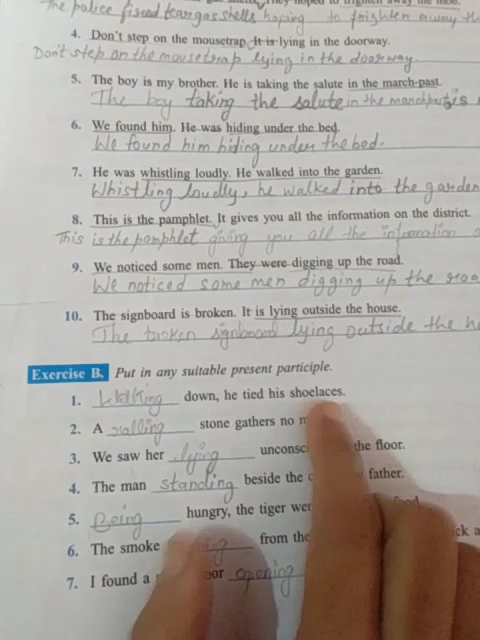 The police fired teargas shells hoping to frighten away
4. Don't step on the mousetrap. It is lying in the doorway.
Don't step on the mousetrap lying in the doorway.
5. The boy is my brother. He is taking the salute in the march-past.
The boy taking the salute in the marchpast is
6. We found him. He was hiding under the bed.
We found him hiding under the bed.
7. He was whistling loudly. He walked into the garden.
Whistling loudly, he walked into the garden
8. This is the pamphlet. It gives you all the information on the district.
This is the pamphlet giving you all the information
9. We noticed some men. They were digging up the road.
We noticed some men digging up the
10. The signboard is broken. It is lying outside the house.
The broken signboard lying outside the
Exercise B. Put in any suitable present participle.
1. down, he tied his shoelaces.
2. A stone gathers no
3. We saw her lying the floor.
4. The man standing beside the father.
5. Being hungry, the tiger
6. The smoke from the
7. I found a opening